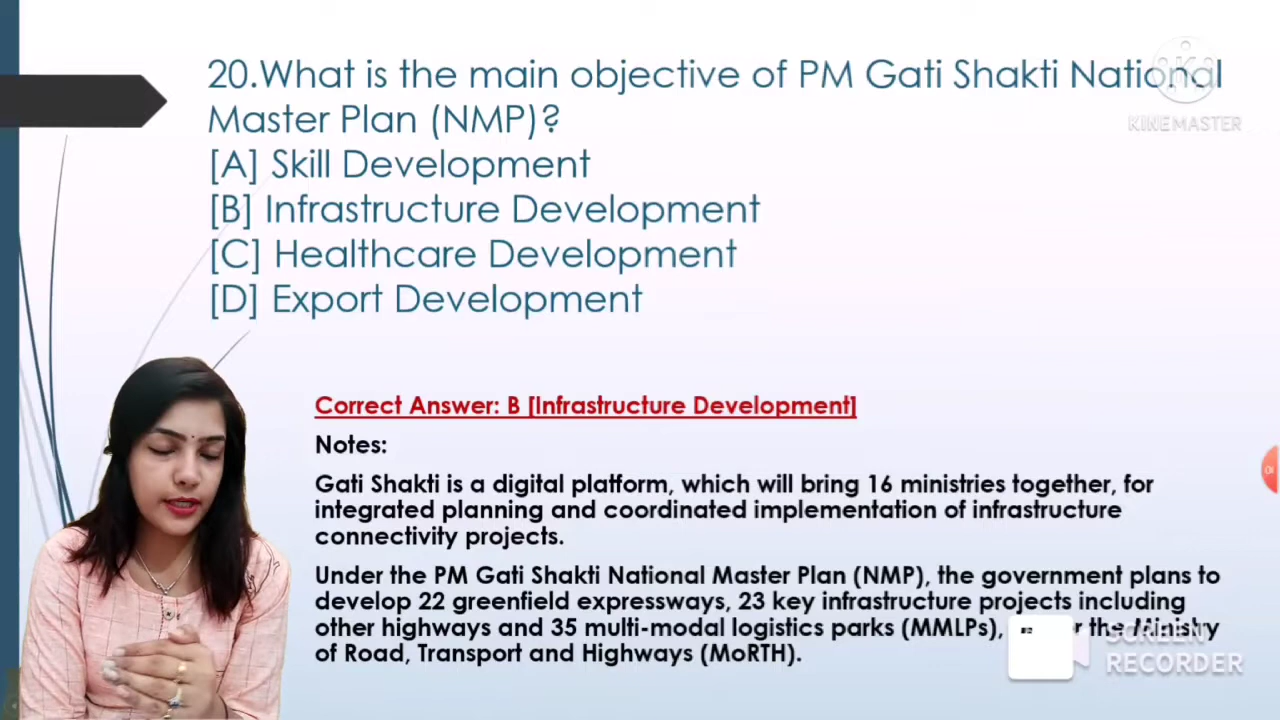 20.What is the main objective of PM Gati Shakti National
Master Plan (NMP)?
[A] Skill Development
[B] Infrastructure Development
[C] Healthcare Development
[D] Export Development
KINEMASTER
Correct Answer: B [Infrastructure Development]
Notes:
Gati Shakti is a digital platform, which will bring 16 ministries together, for
integrated planning and coordinated implementation of infrastructure
connectivity projects.
Under the PM Gati Shakti National Master Plan (NMP), the government plans to
develop 22 greenfield expressways, 23 key infrastructure projects including
other highways and 35 multi-modal logistics parks (MMLPs), the Ministry
of Road, Transport and Highways (MoRTH).
SCREEN
RECORDER